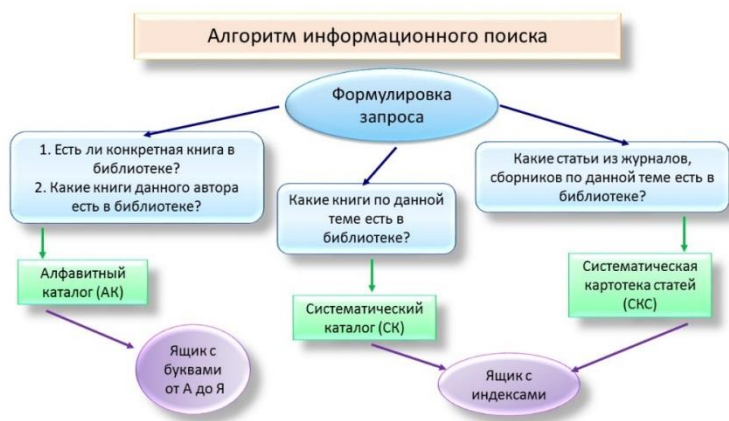 Алгоритм информационного поиска
Формулировка
запроса
1. Есть ли конкретная книга в
библиотеке?
2. Какие книги данного автора
есть в библиотеке?
Какие книги по данной
теме есть в
библиотеке?
Какие статьи из журналов,
сборников по данной теме есть в
библиотеке?
Алфавитный
каталог (АК)
Систематический
каталог (СК)
Систематическая
картотека статей
(СКС)
Ящик с
буквами
от А до Я
Ящик с
индексами